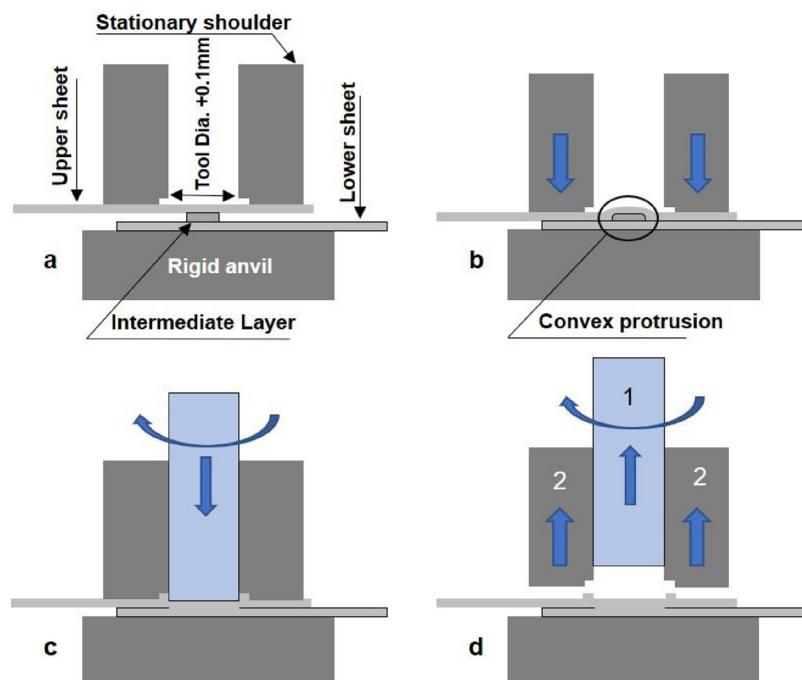 Stationary shoulder
Upper sheet
Tool Dia. +0.1mm
Lower sheet
a
Rigid anvil
Intermediate Layer
b
Convex protrusion
c
1
2
2
d